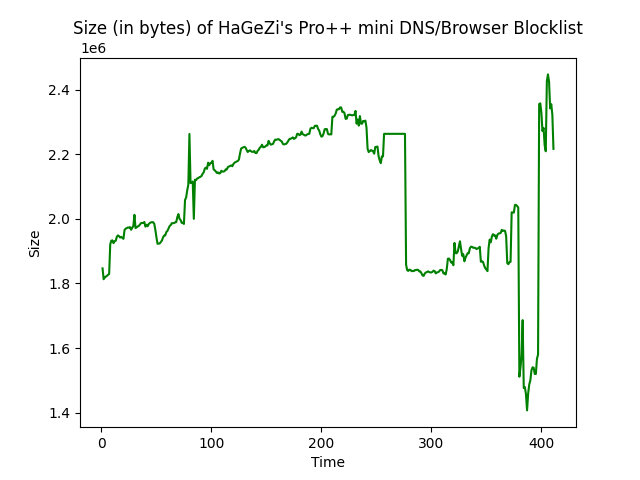 Size (in bytes) of HaGeZi's Pro++ mini DNS/Browser Blocklist
1e6
2.4
2.2
2.0
1.8
1.6
1.4
Size
0 100 200 300 400
Time